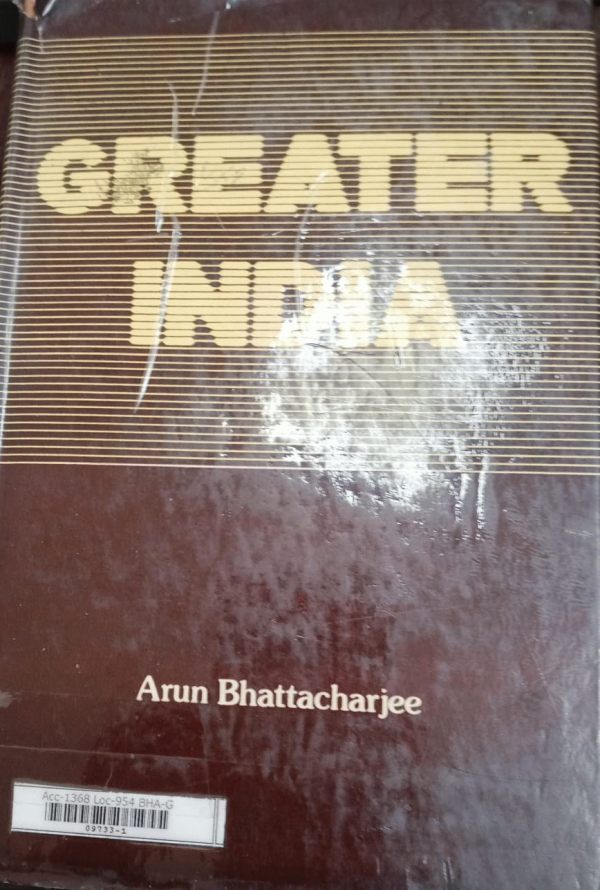 GREATER
INDIA
Arun Bhattacharjee
Acc-1368 Loc-954 BHA-G
09733-1